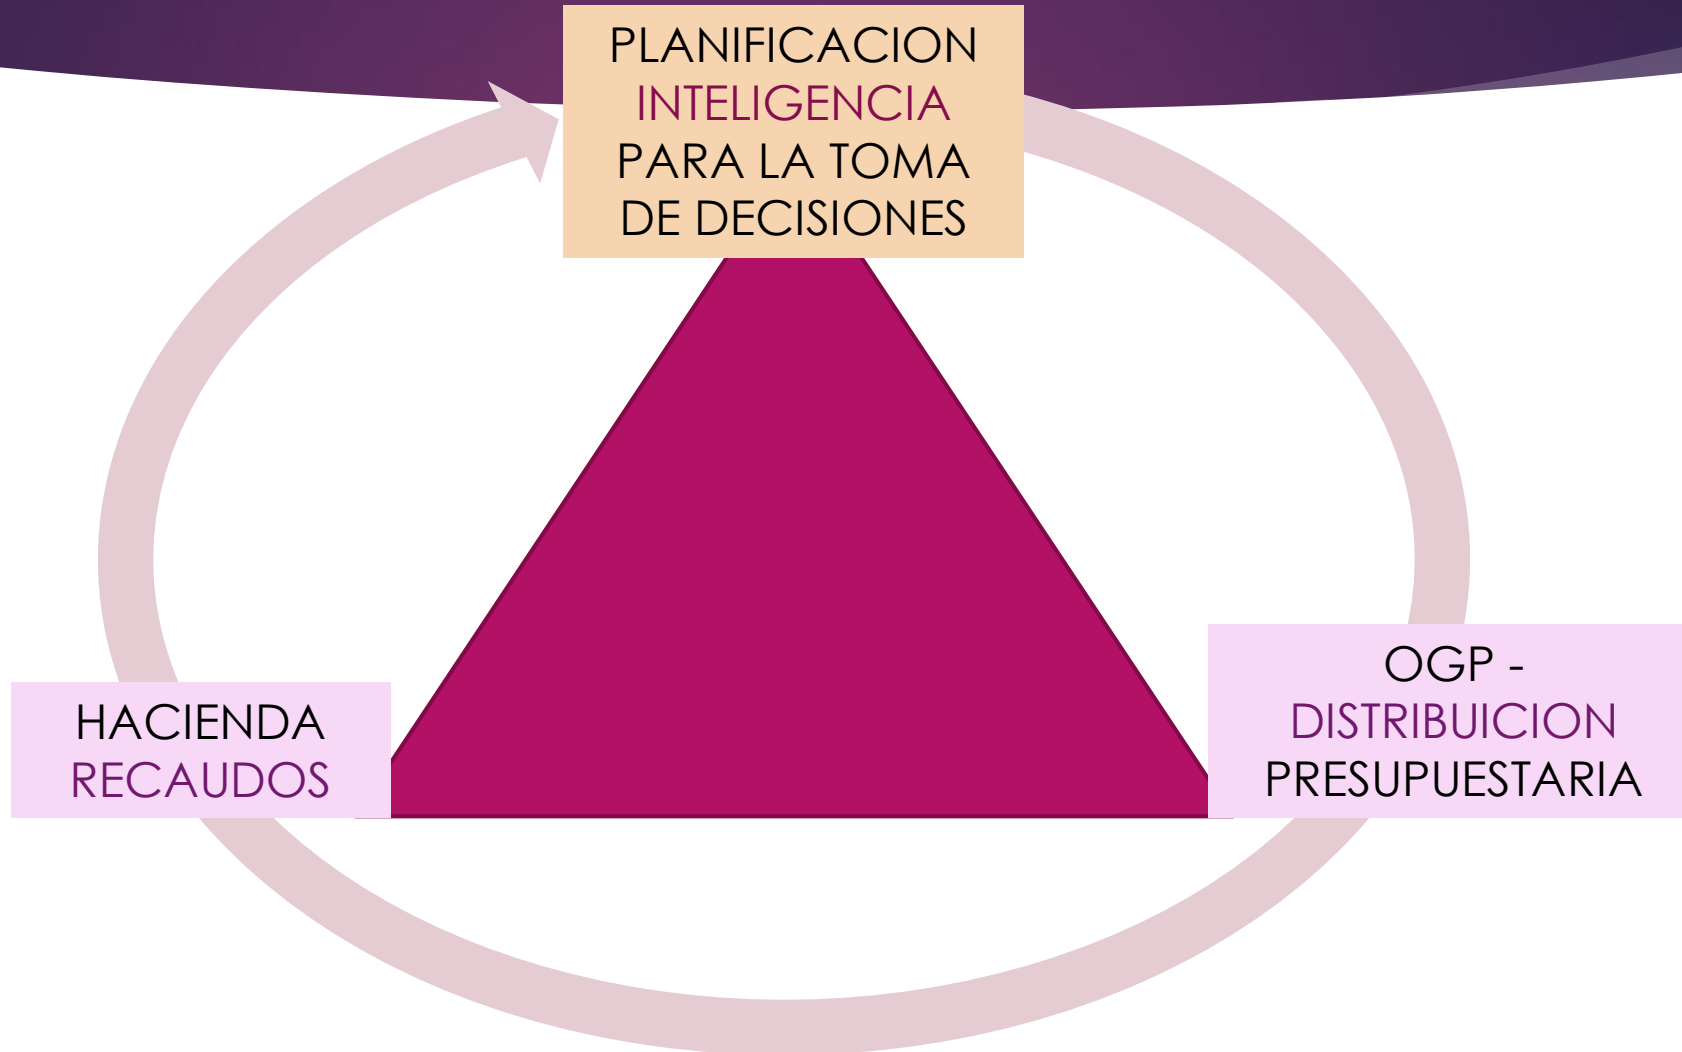 PLANIFICACION
INTELIGENCIA
PARA LA TOMA
DE DECISIONES
HACIENDA
RECAUDOS
OGP -
DISTRIBUICION
PRESUPUESTARIA